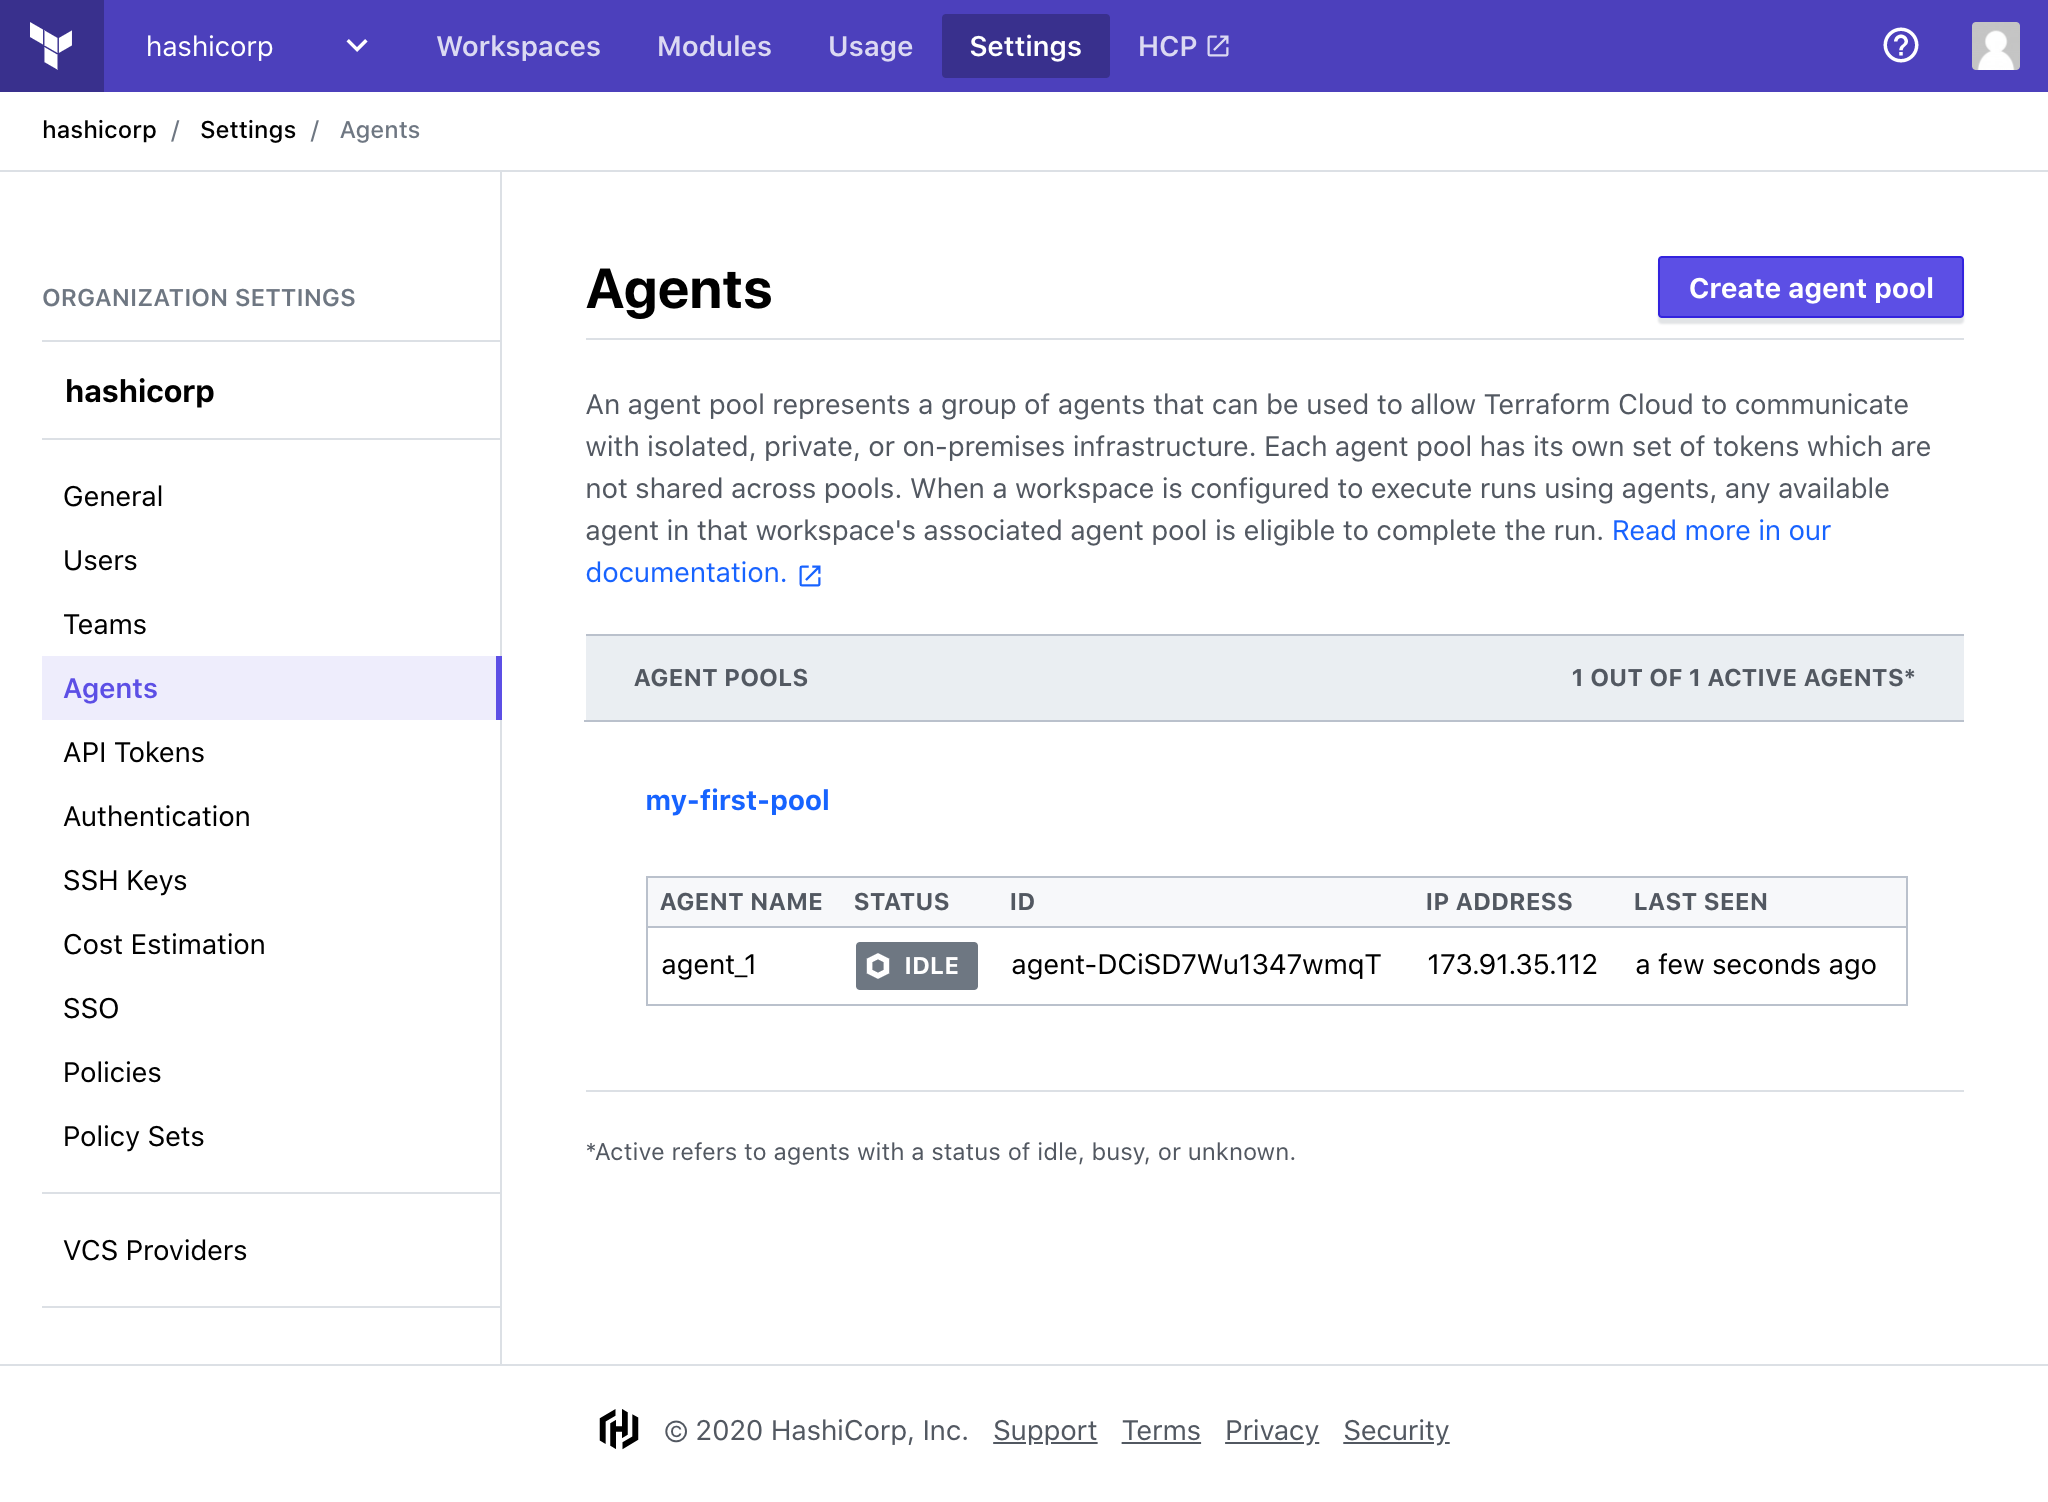 hashicorp Workspaces Modules Usage Settings HCP
hashicorp / Settings / Agents
ORGANIZATION SETTINGS
hashicorp
General
Users
Teams
Agents
API Tokens
Authentication
SSH Keys
Cost Estimation
SSO
Policies
Policy Sets
VCS Providers
Agents
Create agent pool
An agent pool represents a group of agents that can be used to allow Terraform Cloud to communicate
with isolated, private, or on-premises infrastructure. Each agent pool has its own set of tokens which are
not shared across pools. When a workspace is configured to execute runs using agents, any available
agent in that workspace's associated agent pool is eligible to complete the run. Read more in our
documentation.
AGENT POOLS 1 OUT OF 1 ACTIVE AGENTS*
my-first-pool
AGENT NAME STATUS ID IP ADDRESS LAST SEEN
agent_1 IDLE agent-DCiSD7Wu1347wmqT 173.91.35.112 a few seconds ago
*Active refers to agents with a status of idle, busy, or unknown.
© 2020 HashiCorp, Inc. Support Terms Privacy Security